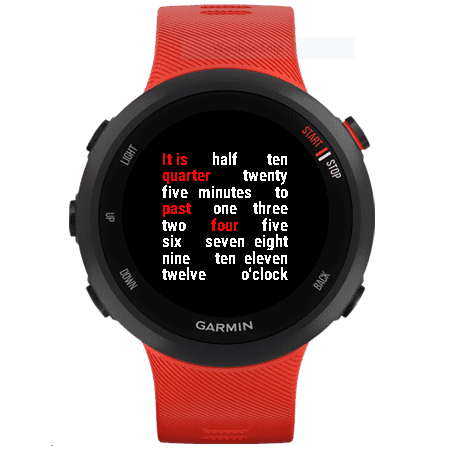 LIGHT
START
STOP
It is half ten
quarter twenty
five minutes to
past one three
two four five
six seven eight
nine ten eleven
twelve o'clock
UP
DOWN
BACK
GARMIN